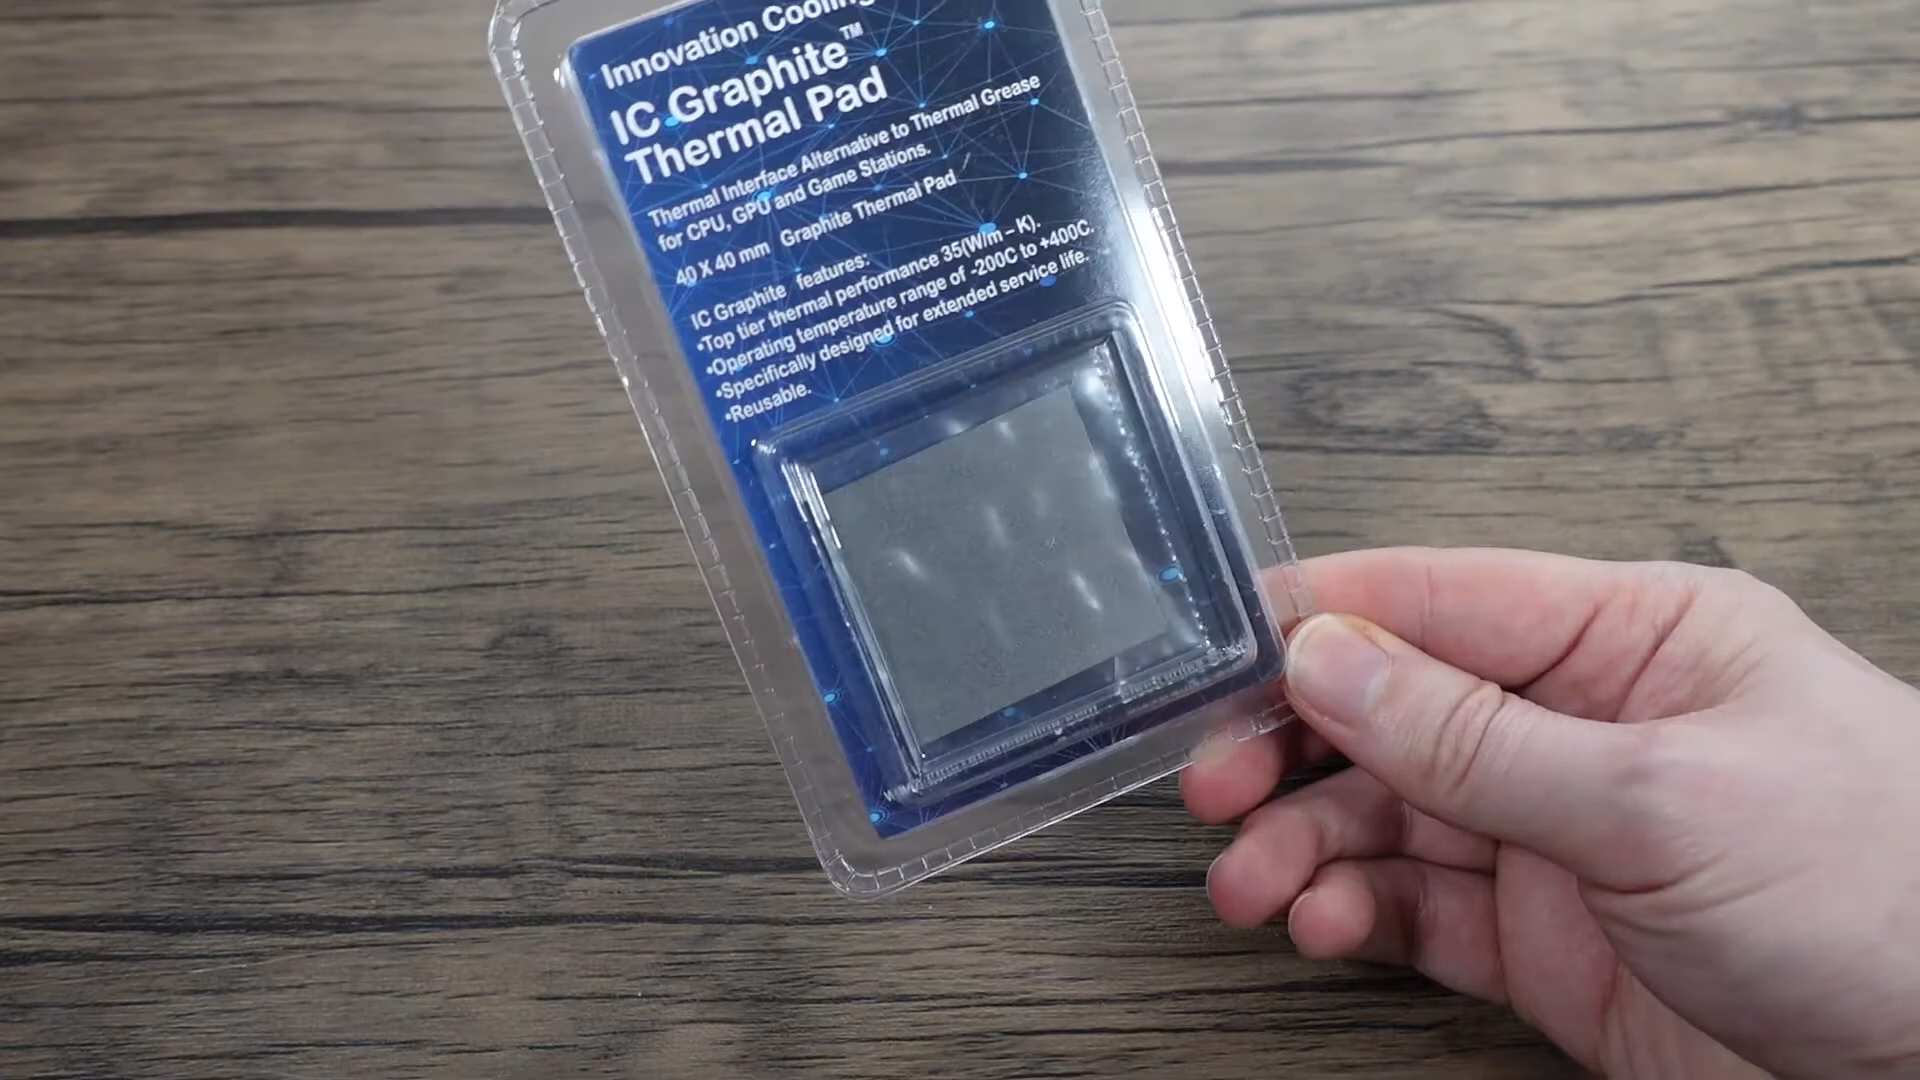 Innovation Cooling
IC Graphite™
Thermal Pad
Thermal Interface Alternative to Thermal Grease
for CPU, GPU and Game Stations.
40 X 40 mm Graphite Thermal Pad
IC Graphite features:
•Top tier thermal performance 35(W/m – K).
•Operating temperature range of -200C to +400C.
•Specifically designed for extended service life.
•Reusable.